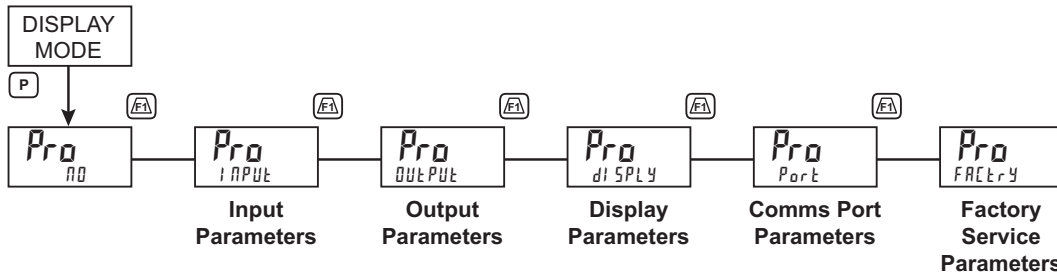 DISPLAY
MODE
P
F1 F1 F1 F1 F1
Pro Pro Pro Pro Pro Pro
NO INPUt OUtPUt dISPLY Port FACtrY
Input Output Display Comms Port Factory
Parameters Parameters Parameters Parameters Service
Parameters